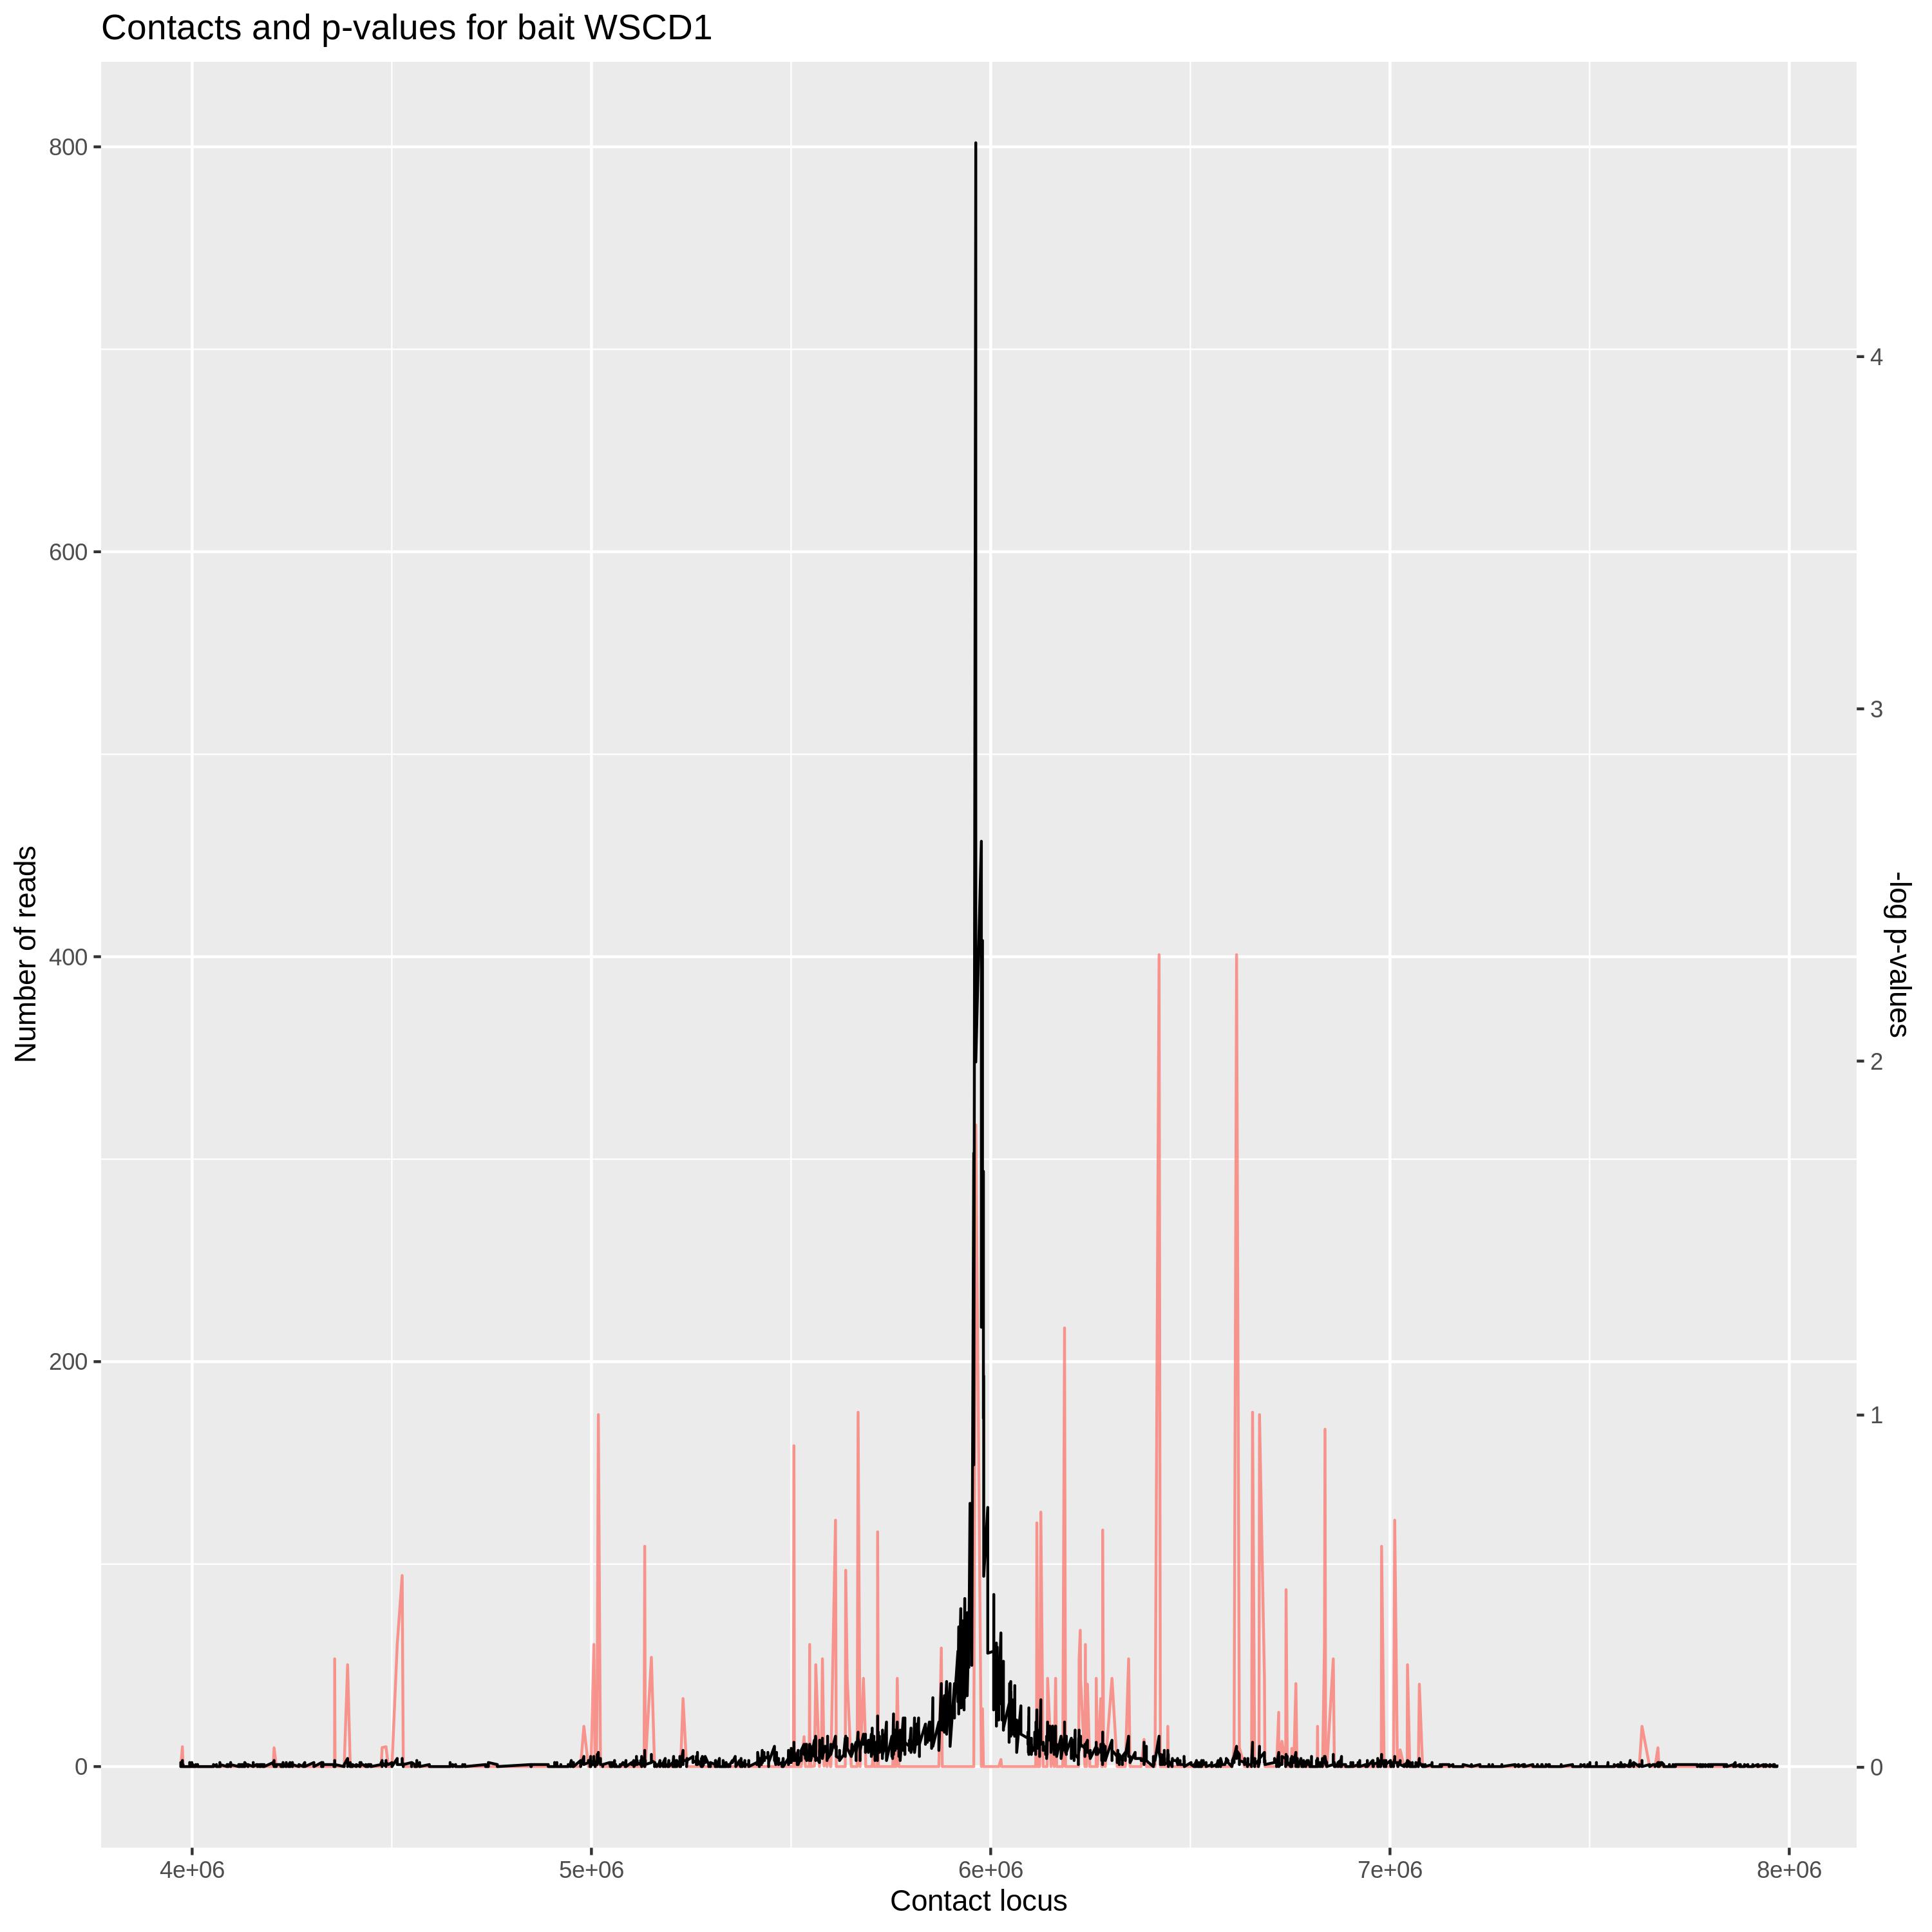 Contacts and p-values for bait WSCD1
800
600
400
200
0
Number of reads
4
3
2
1
0
-log p-values
4e+06
5e+06
6e+06
7e+06
8e+06
Contact locus